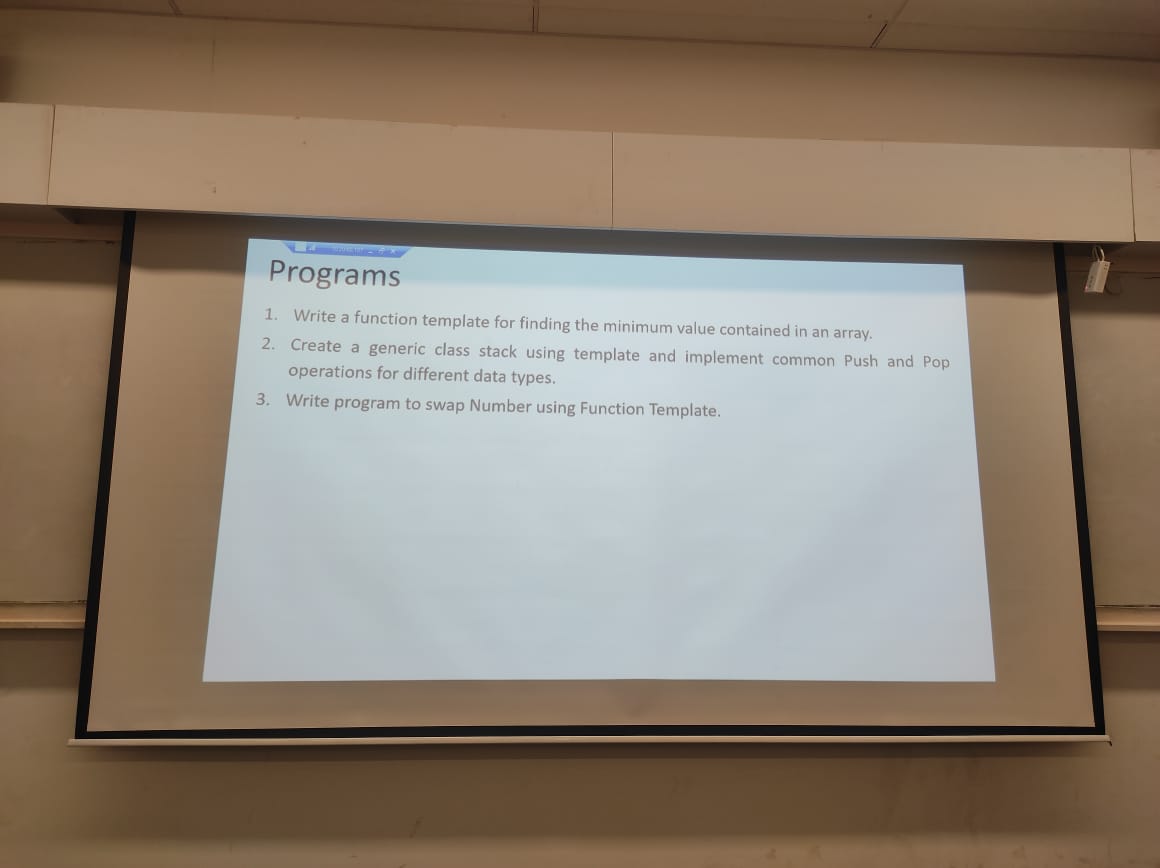 Programs
1. Write a function template for finding the minimum value contained in an array.
2. Create a generic class stack using template and implement common Push and Pop
operations for different data types.
3. Write program to swap Number using Function Template.